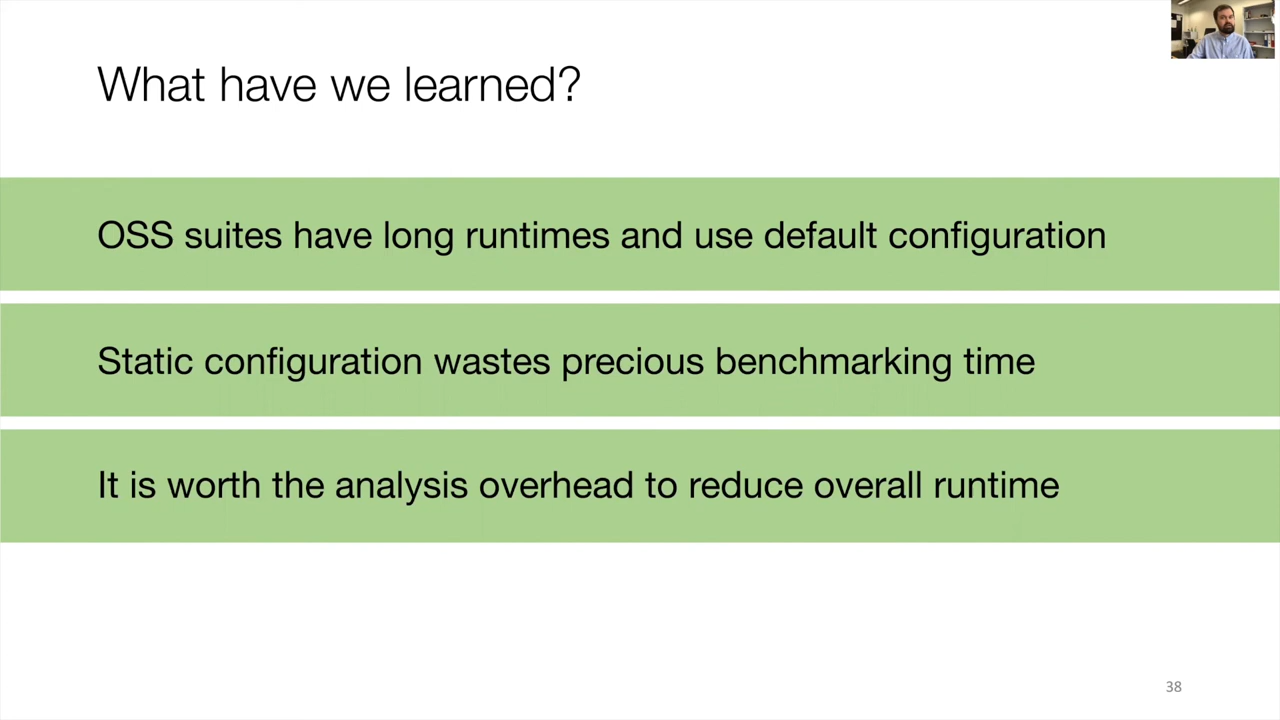 What have we learned?
OSS suites have long runtimes and use default configuration
Static configuration wastes precious benchmarking time
It is worth the analysis overhead to reduce overall runtime
38